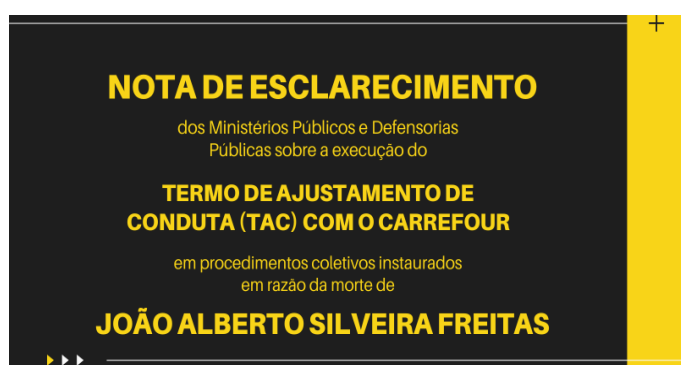 NOTA DE ESCLARECIMENTO
dos Ministérios Públicos e Defensorias
Públicas sobre a execução do
TERMO DE AJUSTAMENTO DE
CONDUTA (TAC) COM O CARREFOUR
em procedimentos coletivos instaurados
em razão da morte de
JOÃO ALBERTO SILVEIRA FREITAS